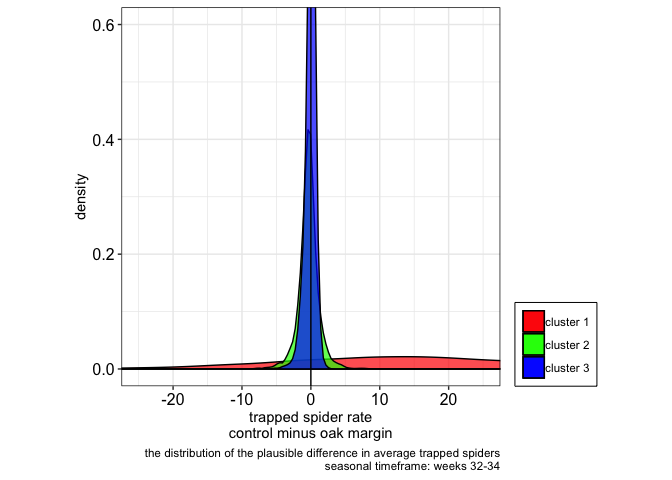 0.6
0.4
0.2
0.0
density
-20
-10
0
10
20
trapped spider rate
control minus oak margin
cluster 1
cluster 2
cluster 3
the distribution of the plausible difference in average trapped spiders
seasonal timeframe: weeks 32-34